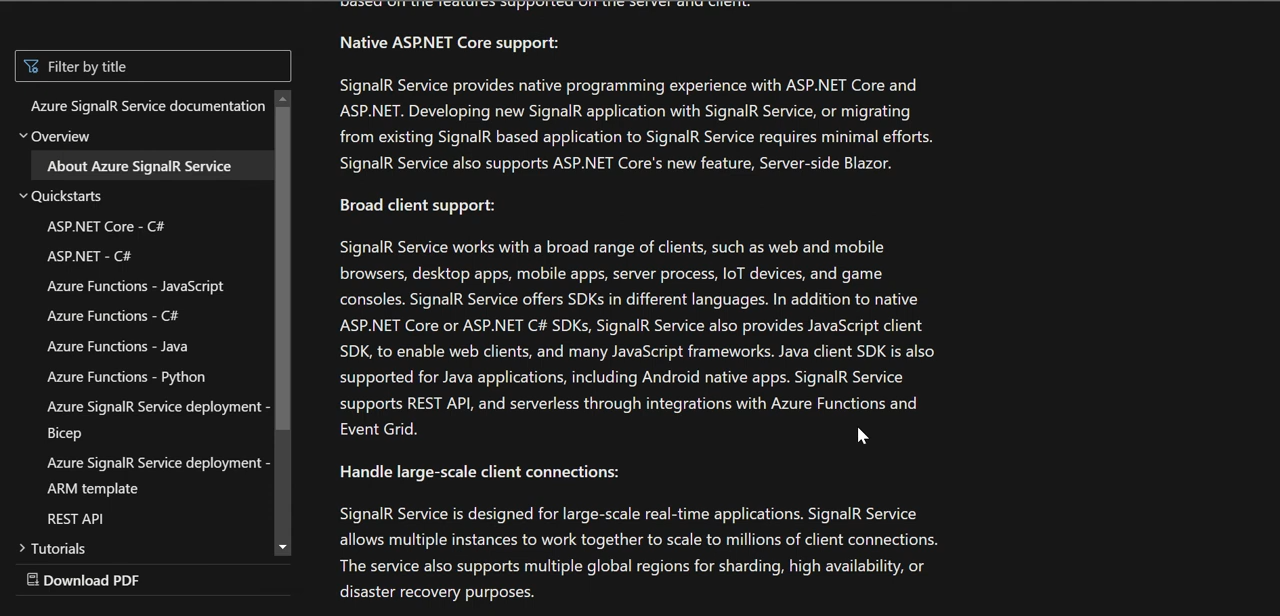 based on the features supported on the server and client.
Filter by title
Azure SignalR Service documentation
Overview
About Azure SignalR Service
Quickstarts
ASP.NET Core - C#
ASP.NET - C#
Azure Functions - JavaScript
Azure Functions - C#
Azure Functions - Java
Azure Functions - Python
Azure SignalR Service deployment -
Bicep
Azure SignalR Service deployment -
ARM template
REST API
Tutorials
Download PDF
Native ASP.NET Core support:
SignalR Service provides native programming experience with ASP.NET Core and
ASP.NET. Developing new SignalR application with SignalR Service, or migrating
from existing SignalR based application to SignalR Service requires minimal efforts.
SignalR Service also supports ASP.NET Core's new feature, Server-side Blazor.
Broad client support:
SignalR Service works with a broad range of clients, such as web and mobile
browsers, desktop apps, mobile apps, server process, IoT devices, and game
consoles. SignalR Service offers SDKs in different languages. In addition to native
ASP.NET Core or ASP.NET C# SDKs, SignalR Service also provides JavaScript client
SDK, to enable web clients, and many JavaScript frameworks. Java client SDK is also
supported for Java applications, including Android native apps. SignalR Service
supports REST API, and serverless through integrations with Azure Functions and
Event Grid.
Handle large-scale client connections:
SignalR Service is designed for large-scale real-time applications. SignalR Service
allows multiple instances to work together to scale to millions of client connections.
The service also supports multiple global regions for sharding, high availability, or
disaster recovery purposes.